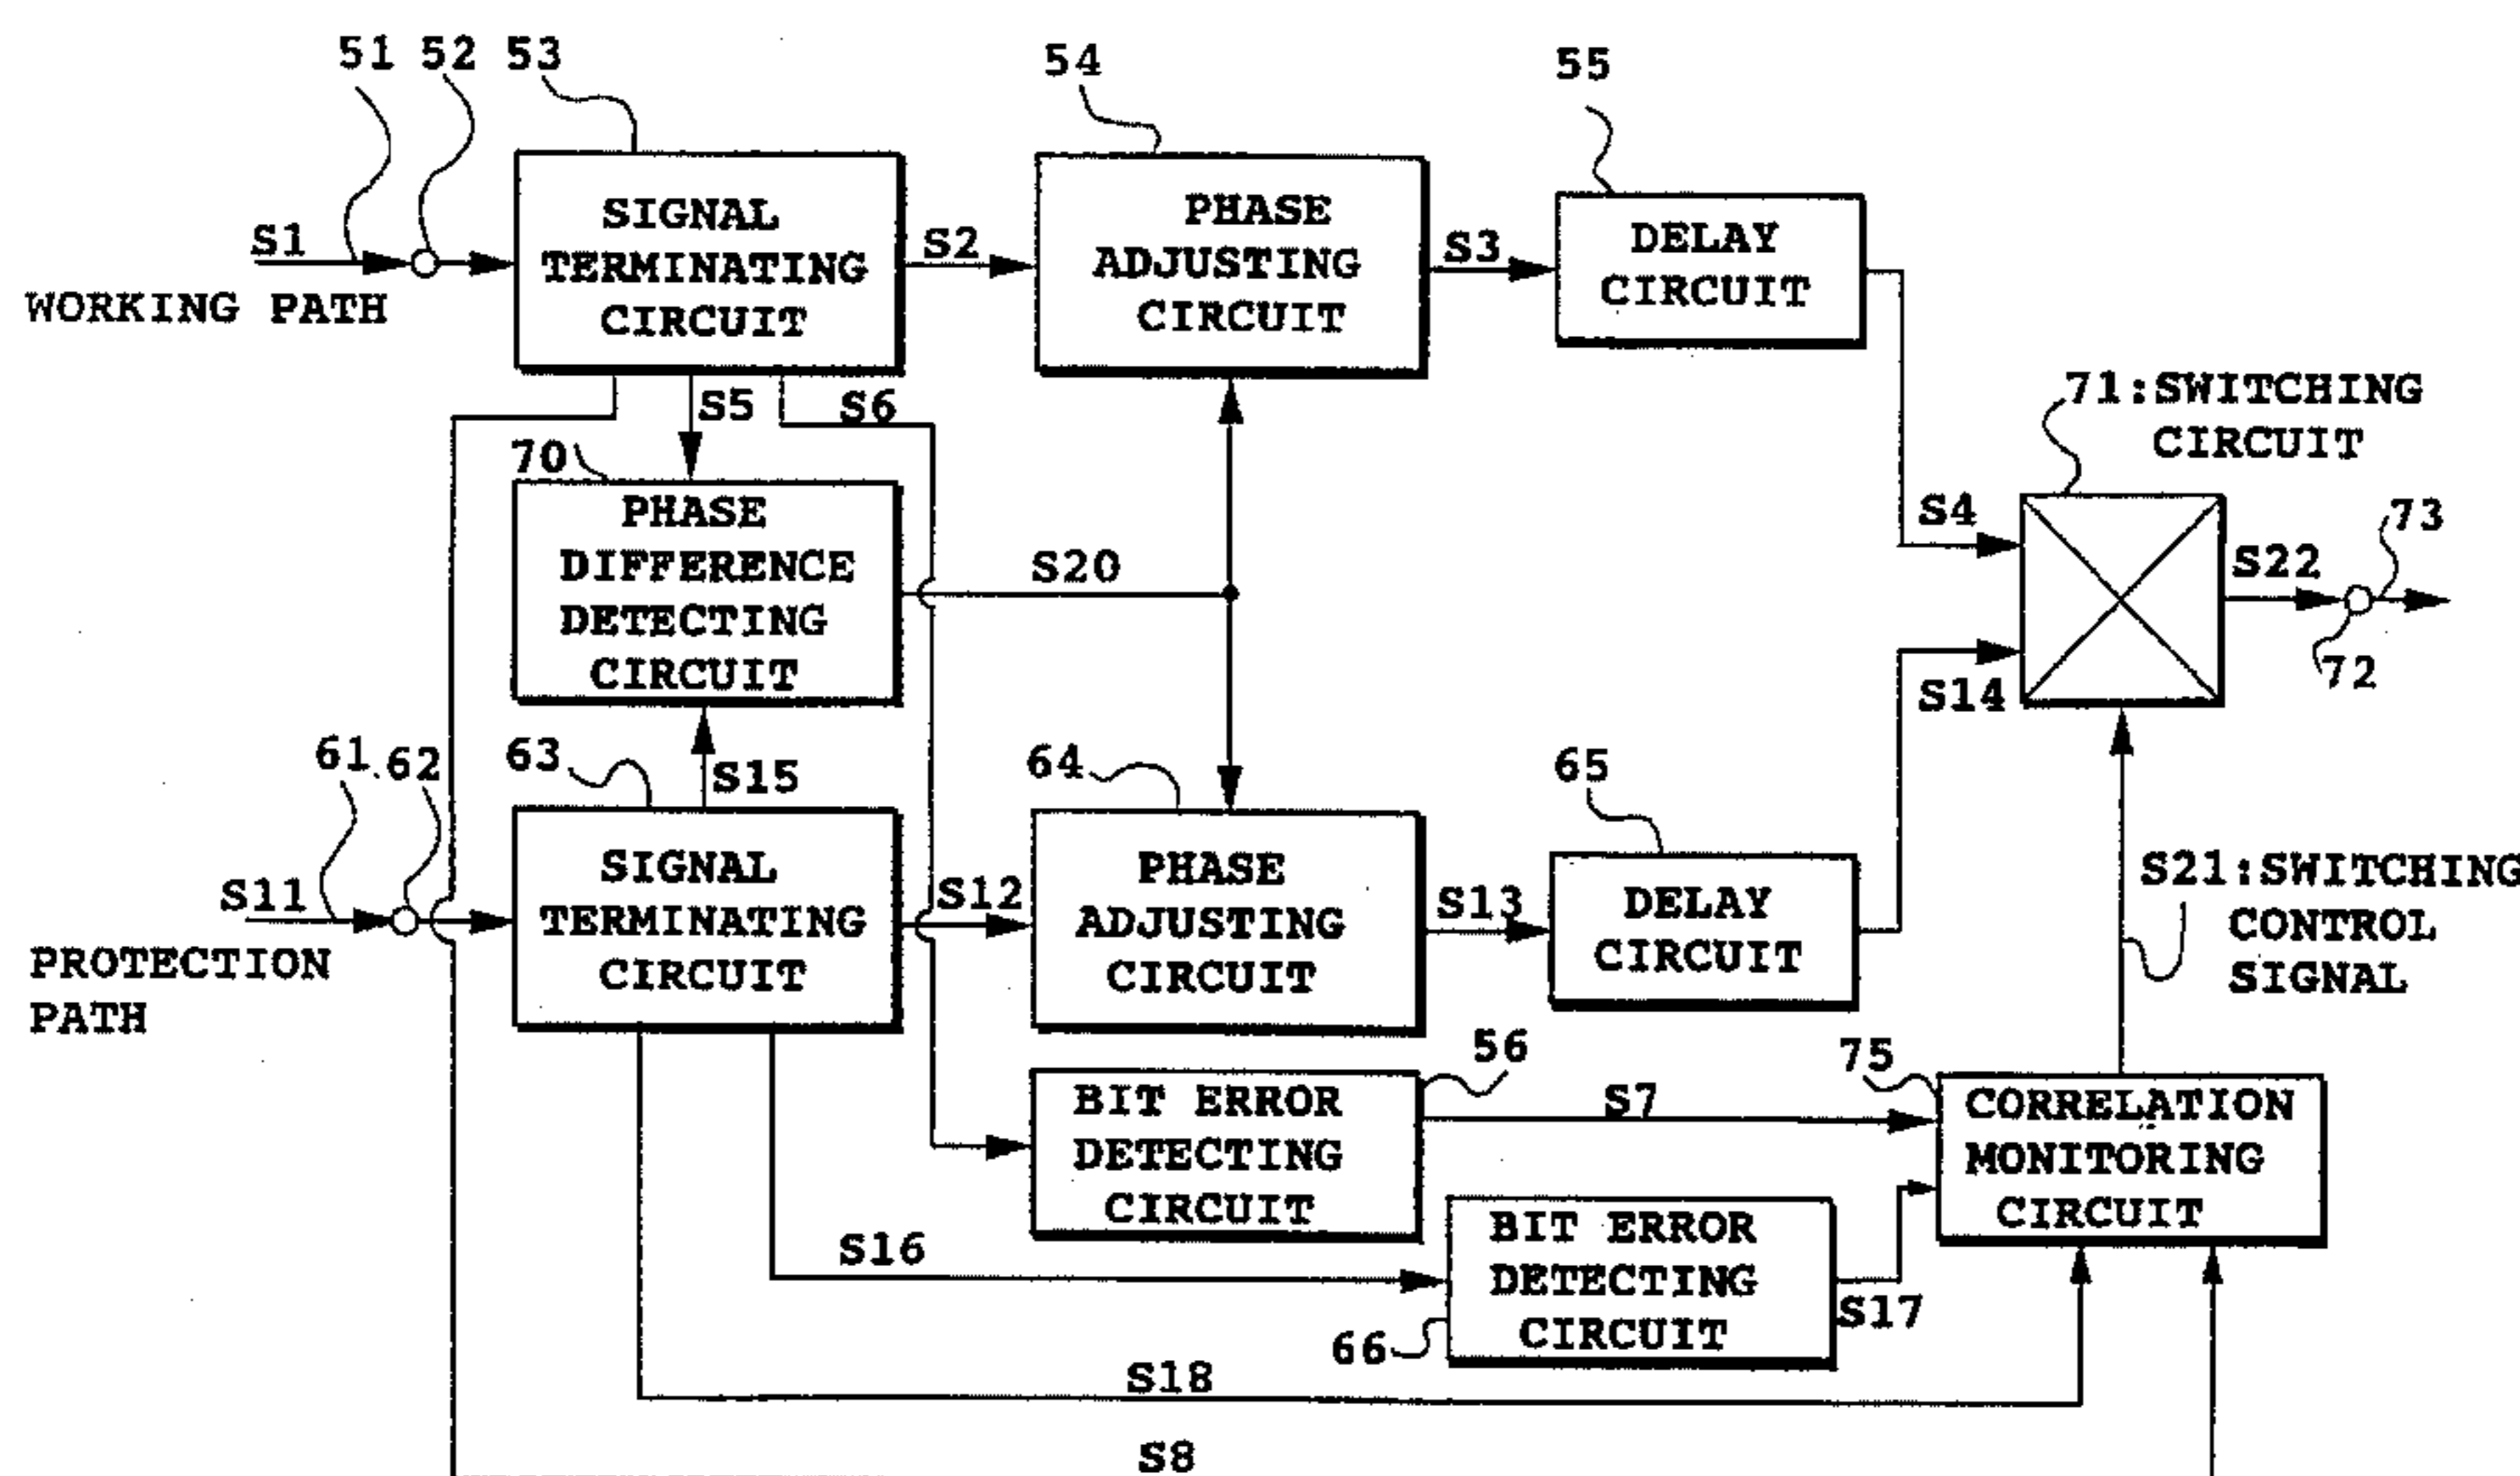 51 52 53
54
55
S1
WORKING PATH
SIGNAL
TERMINATING
CIRCUIT
S2
PHASE
ADJUSTING
CIRCUIT
S3
DELAY
CIRCUIT
S5
S6
71:SWITCHING
CIRCUIT
70
PHASE
DIFFERENCE
DETECTING
CIRCUIT
S20
S4
S22
73
72
S14
61
62
63
S15
64
65
S11
PROTECTION
PATH
SIGNAL
TERMINATING
CIRCUIT
S12
PHASE
ADJUSTING
CIRCUIT
S13
DELAY
CIRCUIT
S21:SWITCHING
CONTROL
SIGNAL
56
BIT ERROR
DETECTING
CIRCUIT
S7
75
CORRELATION
MONITORING
CIRCUIT
S16
BIT ERROR
DETECTING
CIRCUIT
66
S17
S18
S8